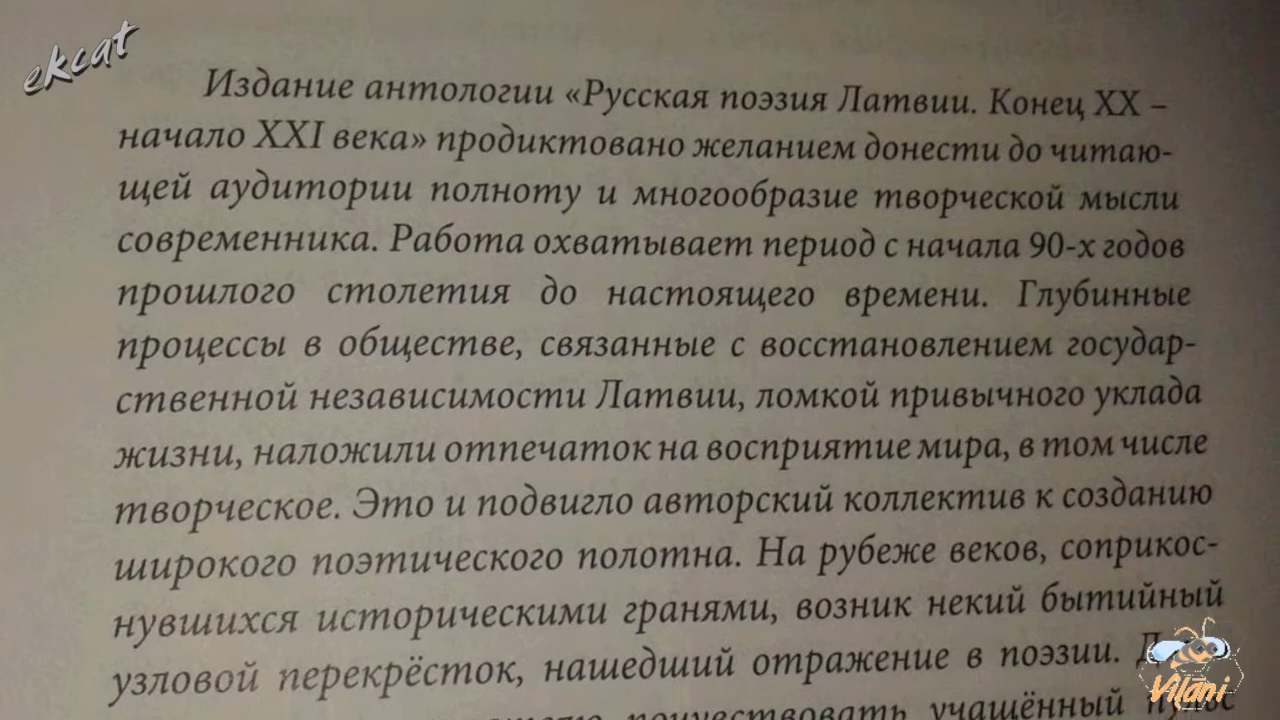 ekcat
Издание антологии «Русская поэзия Латвии. Конец XX –
начало XXI века» продиктовано желанием донести до читаю-
щей аудитории полноту и многообразие творческой мысли
современника. Работа охватывает период с начала 90-х годов
прошлого столетия до настоящего времени. Глубинные
процессы в обществе, связанные с восстановлением государ-
ственной независимости Латвии, ломкой привычного уклада
жизни, наложили отпечаток на восприятие мира, в том числе
творческое. Это и подвигло авторский коллектив к созданию
широкого поэтического полотна. На рубеже веков, соприкос-
нувшихся историческими гранями, возник некий бытийный
узловой перекрёсток, нашедший отражение в поэзии.
почувствовать учащённый пульс
Viļāni